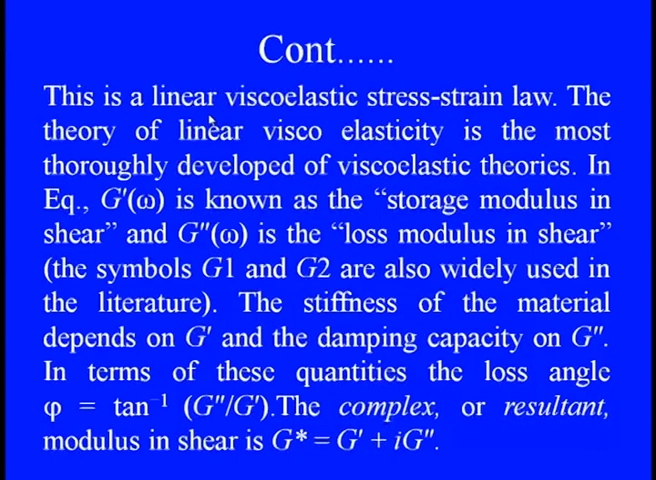 Cont......
This is a linear viscoelastic stress-strain law. The
theory of linear visco elasticity is the most
thoroughly developed of viscoelastic theories. In
Eq., G′(ω) is known as the “storage modulus in
shear” and G″(ω) is the “loss modulus in shear”
(the symbols G1 and G2 are also widely used in
the literature). The stiffness of the material
depends on G′ and the damping capacity on G″.
In terms of these quantities the loss angle
φ = tan⁻¹ (G″/G′).The complex, or resultant,
modulus in shear is G* = G′ + iG″.